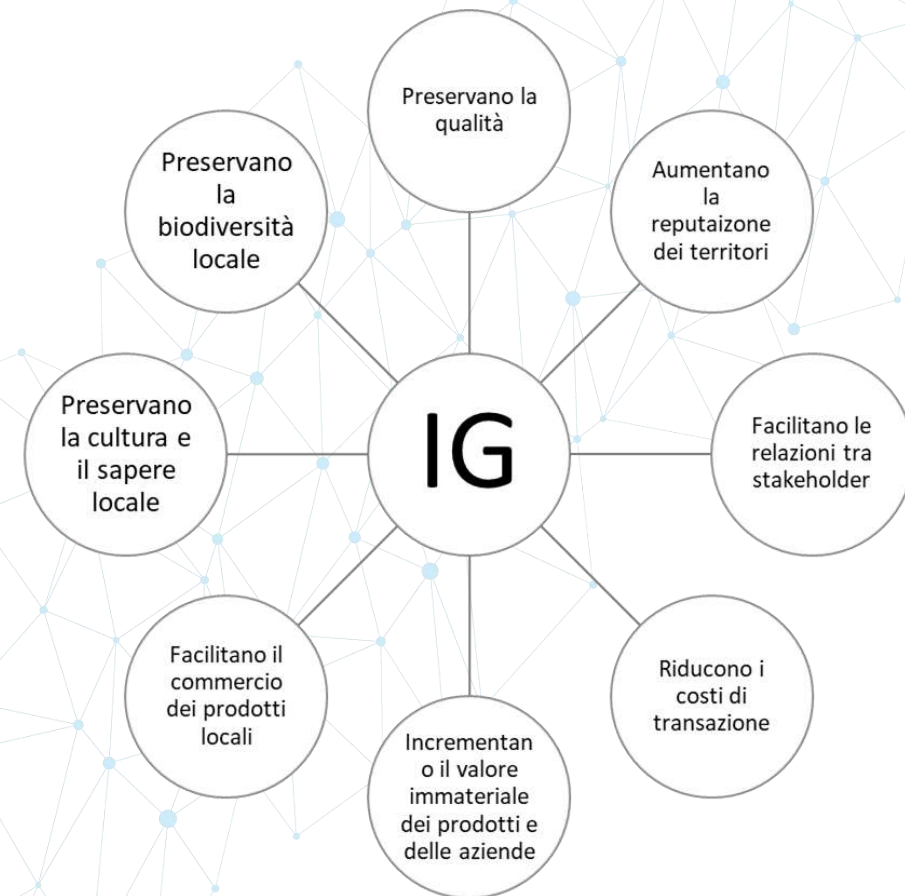 Preservano la
qualità
Aumentano
la
reputaizone
dei territori
Facilitano le
relazioni tra
stakeholder
Riducono i
costi di
transazione
Incrementan
o il valore
immateriale
dei prodotti e
delle aziende
Facilitano il
commercio
dei prodotti
locali
Preservano
la cultura e
il sapere
locale
Preservano
la
biodiversità
locale
IG